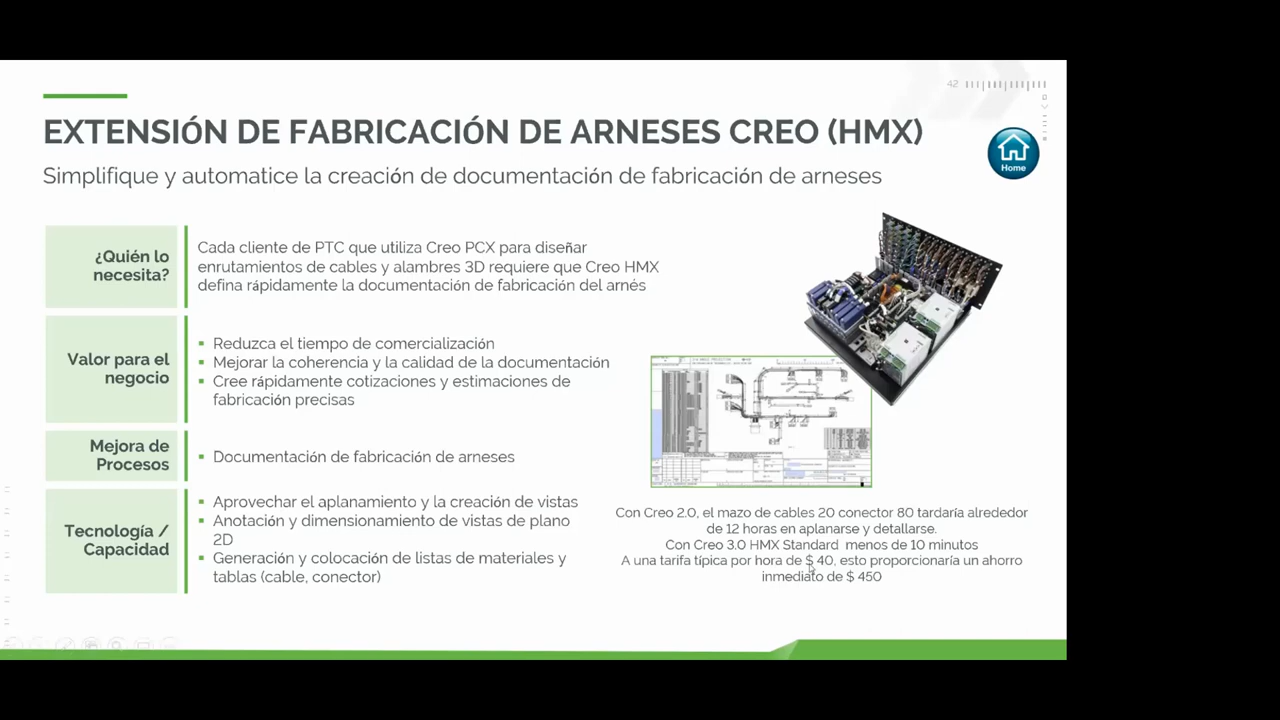 42
EXTENSIÓN DE FABRICACIÓN DE ARNESES CREO (HMX)
Home
Simplifique y automatice la creación de documentación de fabricación de arneses
¿Quién lo
necesita?
Cada cliente de PTC que utiliza Creo PCX para diseñar
enrutamientos de cables y alambres 3D requiere que Creo HMX
defina rápidamente la documentación de fabricación del arnés
Valor para el
negocio
Reduzca el tiempo de comercialización
Mejorar la coherencia y la calidad de la documentación
Cree rápidamente cotizaciones y estimaciones de
fabricación precisas
Mejora de
Procesos
Documentación de fabricación de arneses
Tecnología /
Capacidad
Aprovechar el aplanamiento y la creación de vistas
Anotación y dimensionamiento de vistas de plano
2D
Generación y colocación de listas de materiales y
tablas (cable, conector)
Con Creo 2.0, el mazo de cables 20 conector 80 tardaría alrededor
de 12 horas en aplanarse y detallarse.
Con Creo 3.0 HMX Standard menos de 10 minutos
A una tarifa típica por hora de $ 40, esto proporcionaría un ahorro
inmediato de $ 450